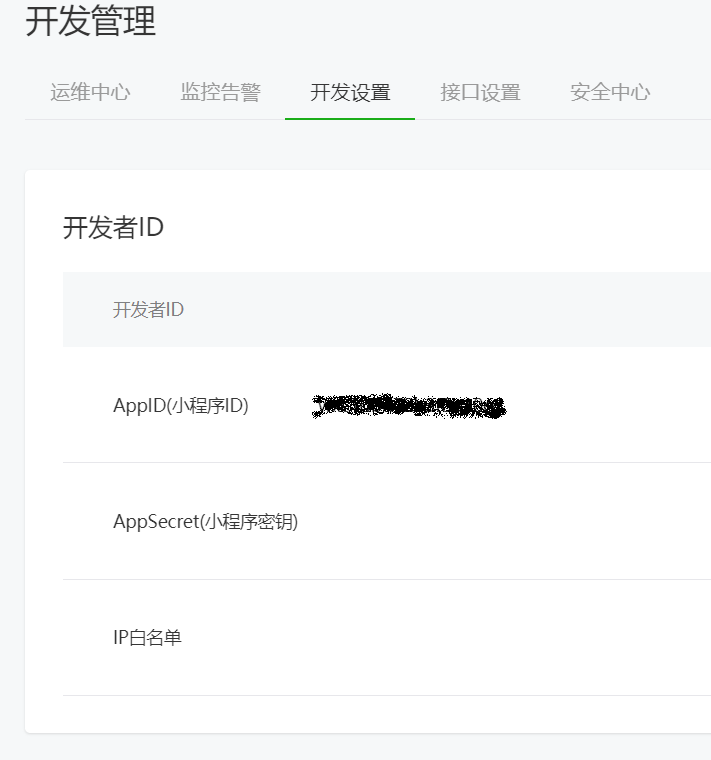 开发管理
运维中心 监控告警 开发设置 接口设置 安全中心
开发者ID
开发者ID
AppID(小程序ID)
AppSecret(小程序密钥)
IP白名单